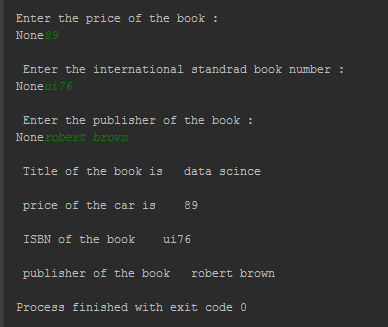 Enter the price of the book :
None89
Enter the international standrad book number :
Noneui76
Enter the publisher of the book :
Nonerobert brown
Title of the book is   data scince
price of the car is    89
ISBN of the book    ui76
publisher of the book   robert brown
Process finished with exit code 0